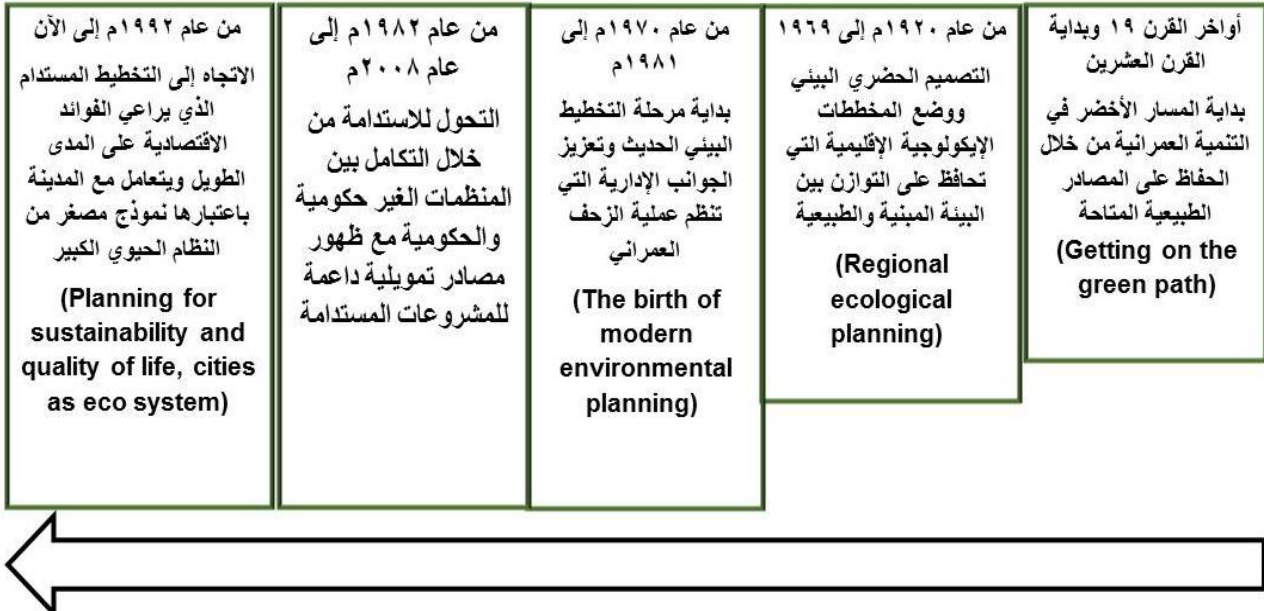 أواخر القرن ١٩ وبداية
القرن العشرين
بداية المسار الأخضر في
التنمية العمرانية من خلال
الحفاظ على المصادر
الطبيعية المتاحة
(Getting on the
green path)
من عام ١٩٢٠م إلى ١٩٦٩
التصميم الحضري البيئي
ووضع المخططات
الإيكولوجية الإقليمية التي
تحافظ على التوازن بين
البيئة المبنية والطبيعية
(Regional
ecological
planning)
من عام ١٩٧٠م إلى
١٩٨١م
بداية مرحلة التخطيط
البيئي الحديث وتعزيز
الجوانب الإدارية التي
تنظم عملية الزحف
العمراني
(The birth of
modern
environmental
planning)
من عام ١٩٨٢م إلى
عام ٢٠٠٨م
التحول للاستدامة من
خلال التكامل بين
المنظمات الغير حكومية
والحكومية مع ظهور
مصادر تمويلية داعمة
للمشروعات المستدامة
من عام ١٩٩٢م إلى الآن
الاتجاه إلى التخطيط المستدام
الذي يراعي الفوائد
الاقتصادية على المدى
الطويل ويتعامل مع المدينة
باعتبارها نموذج مصغر من
النظام الحيوي الكبير
(Planning for
sustainability and
quality of life, cities
as eco system)